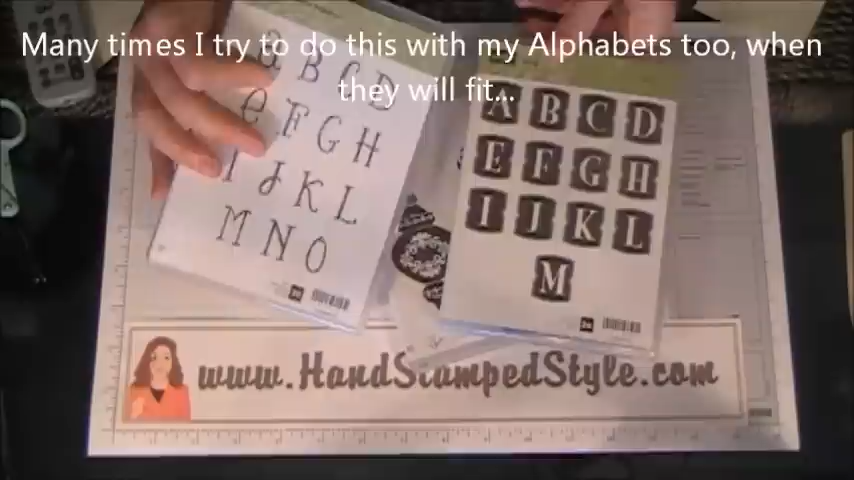 Many times I try to do this with my Alphabets too, when
they will fit...
a B C D
e F G H
I J K L
M N O
A B C D
E F G H
I J K L
M
www.HandStampedStyle.com